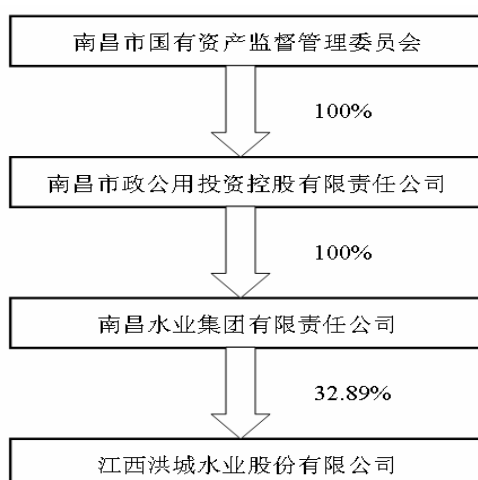 南昌市国有资产监督管理委员会
100%
南昌市政公用投资控股有限责任公司
100%
南昌水业集团有限责任公司
32.89%
江西洪城水业股份有限公司